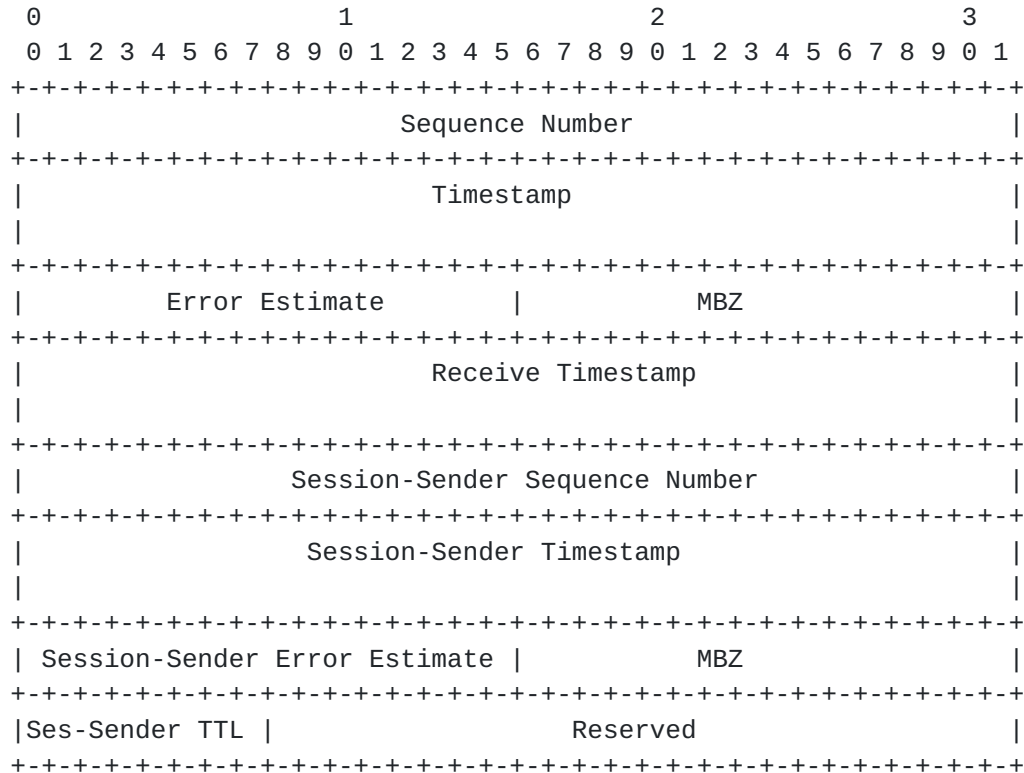 0                   1                   2                   3
 0 1 2 3 4 5 6 7 8 9 0 1 2 3 4 5 6 7 8 9 0 1 2 3 4 5 6 7 8 9 0 1
+-+-+-+-+-+-+-+-+-+-+-+-+-+-+-+-+-+-+-+-+-+-+-+-+-+-+-+-+-+-+-+-+
|                        Sequence Number                        |
+-+-+-+-+-+-+-+-+-+-+-+-+-+-+-+-+-+-+-+-+-+-+-+-+-+-+-+-+-+-+-+-+
|                          Timestamp                            |
|                                                               |
+-+-+-+-+-+-+-+-+-+-+-+-+-+-+-+-+-+-+-+-+-+-+-+-+-+-+-+-+-+-+-+-+
|         Error Estimate        |           MBZ                 |
+-+-+-+-+-+-+-+-+-+-+-+-+-+-+-+-+-+-+-+-+-+-+-+-+-+-+-+-+-+-+-+-+
|                          Receive Timestamp                    |
|                                                               |
+-+-+-+-+-+-+-+-+-+-+-+-+-+-+-+-+-+-+-+-+-+-+-+-+-+-+-+-+-+-+-+-+
|                 Session-Sender Sequence Number                |
+-+-+-+-+-+-+-+-+-+-+-+-+-+-+-+-+-+-+-+-+-+-+-+-+-+-+-+-+-+-+-+-+
|                  Session-Sender Timestamp                     |
|                                                               |
+-+-+-+-+-+-+-+-+-+-+-+-+-+-+-+-+-+-+-+-+-+-+-+-+-+-+-+-+-+-+-+-+
| Session-Sender Error Estimate |           MBZ                 |
+-+-+-+-+-+-+-+-+-+-+-+-+-+-+-+-+-+-+-+-+-+-+-+-+-+-+-+-+-+-+-+-+
|Ses-Sender TTL |                   Reserved                    |
+-+-+-+-+-+-+-+-+-+-+-+-+-+-+-+-+-+-+-+-+-+-+-+-+-+-+-+-+-+-+-+-+